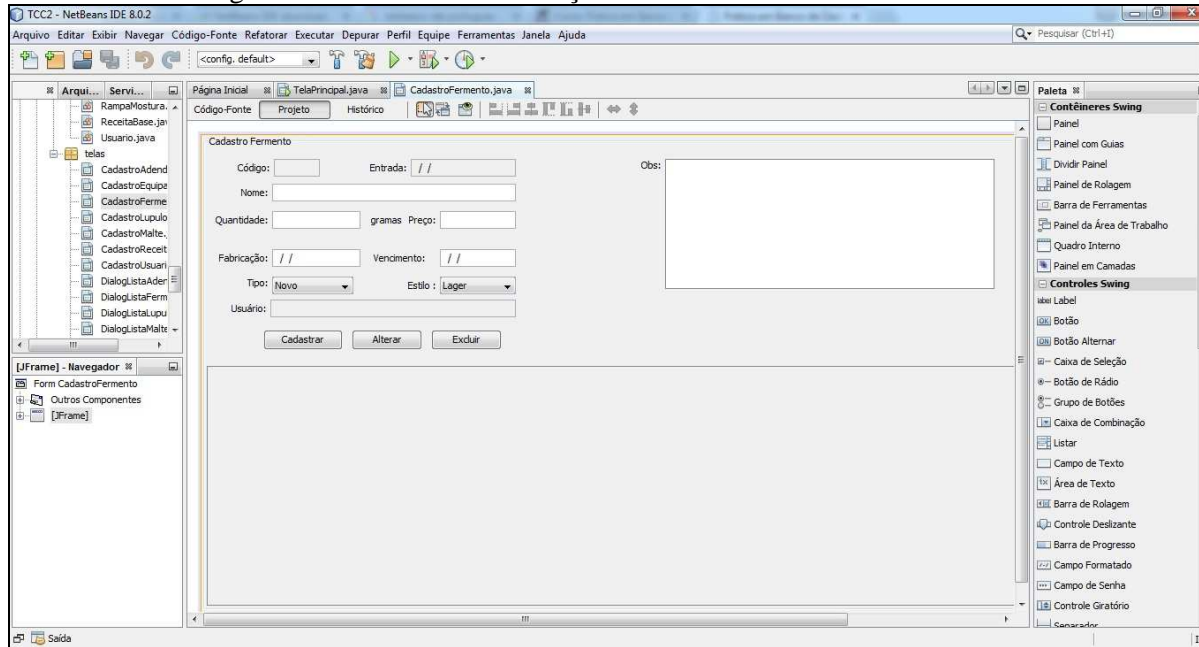 TCC2 - NetBeans IDE 8.0.2
Arquivo Editar Exibir Navegar Código-Fonte Refatorar Executar Depurar Perfil Equipe Ferramentas Janela Ajuda
Pesquisar (Ctrl+I)
<config. default>
Arqui... Servi...
RampaMostura.
ReceitaBase.jav
Usuario.java
telas
CadastroAdend
CadastroEquipa
CadastroFerme
CadastroLupulo
CadastroMalte.
CadastroReceit
CadastroUsuari
DialogListaAder
DialogListaFerm
DialogListaLupu
DialogListaMalte
[JFrame] - Navegador
Form CadastroFermento
Outros Componentes
[JFrame]
Página Inicial TelaPrincipal.java CadastroFermento.java
Código-Fonte Projeto Histórico
Cadastro Fermento
Código: Entrada: / / Obs:
Nome:
Quantidade: gramas Preço:
Fabricação: / / Vencimento: / /
Tipo: Novo Estilo : Lager
Usuário:
Cadastrar Alterar Excluir
Paleta
Contêineres Swing
Painel
Painel com Guias
Dividir Painel
Painel de Rolagem
Barra de Ferramentas
Painel da Área de Trabalho
Quadro Interno
Painel em Camadas
Controles Swing
label Label
OK Botão
ON Botão Alternar
Caixa de Seleção
Botão de Rádio
Grupo de Botões
Caixa de Combinação
Listar
Campo de Texto
Área de Texto
Barra de Rolagem
Controle Deslizante
Barra de Progresso
Campo Formatado
Campo de Senha
Controle Giratório
Separador
Saída